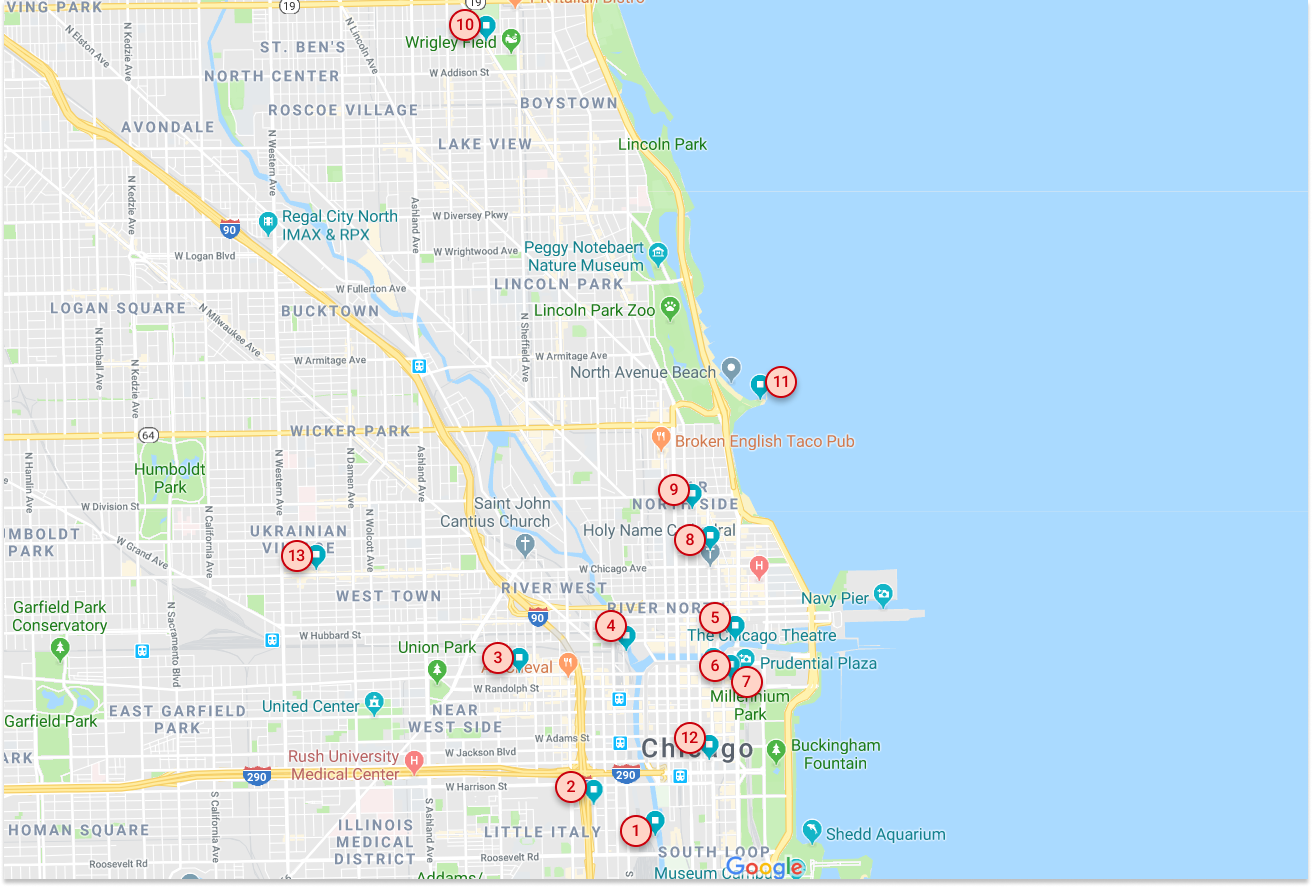 VING PARK
19
19
PR Italian Bistro
10
Wrigley Field
N Elston Ave
N Kedzie Ave
N Lincoln Ave
ST. BEN'S
NORTH CENTER
W Addison St
BOYSTOWN
ROSCOE VILLAGE
AVONDALE
LAKE VIEW
Lincoln Park
N Western Ave
N Kedzie Ave
Ashland Ave
Regal City North
IMAX & RPX
90
W Diversey Pkwy
W Logan Blvd
W Wrightwood Ave
Peggy Notebaert
Nature Museum
W Fullerton Ave
LINCOLN PARK
LOGAN SQUARE
BUCKTOWN
Lincoln Park Zoo
N Milwaukee Ave
N Sheffield Ave
N Kimball Ave
N Kedzie Ave
W Armitage Ave
W Armitage Ave
North Avenue Beach
11
64
WICKER PARK
Broken English Taco Pub
Humboldt
Park
N Hamlin Ave
N Western Ave
N Damen Ave
Ashland Ave
9
NORTH SIDE
W Division St
N California Ave
N Wolcott Ave
Saint John
Cantius Church
UKRAINIAN
13
UMBOLDT
PARK
W Grand Ave
Holy Name
8
W Chicago Ave
H
RIVER WEST
WEST TOWN
Navy Pier
Garfield Park
Conservatory
N Sacramento Blvd
90
RIVER NORT
4
5
W Hubbard St
The Chicago Theatre
Union Park
3
6
Prudential Plaza
7
W Randolph St
Millennium
Park
United Center
EAST GARFIELD
PARK
Garfield Park
NEAR
WEST SIDE
W Adams St
12
Chicago
Buckingham
Fountain
ARK
W Jackson Blvd
Rush University
Medical Center
H
290
290
W Harrison St
2
S California Ave
S Ashland Ave
1
HOMAN SQUARE
ILLINOIS
MEDICAL
DISTRICT
LITTLE ITALY
Shedd Aquarium
SOUTH LOOP
Roosevelt Rd
W Roosevelt Rd
Google
Museum Campus
Addams/